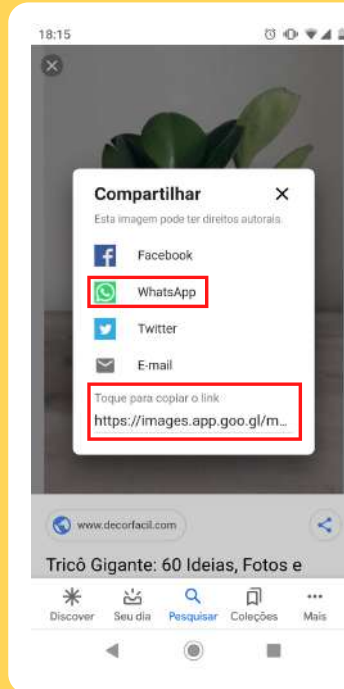 18:15
Compartilhar
Esta imagem pode ter direitos autorais.
Facebook
WhatsApp
Twitter
E-mail
Toque para copiar o link
https://images.app.goo.gl/m...
www.decorfacil.com
Tricô Gigante: 60 Ideias, Fotos e
Discover Seu dia Pesquisar Coleções Mais